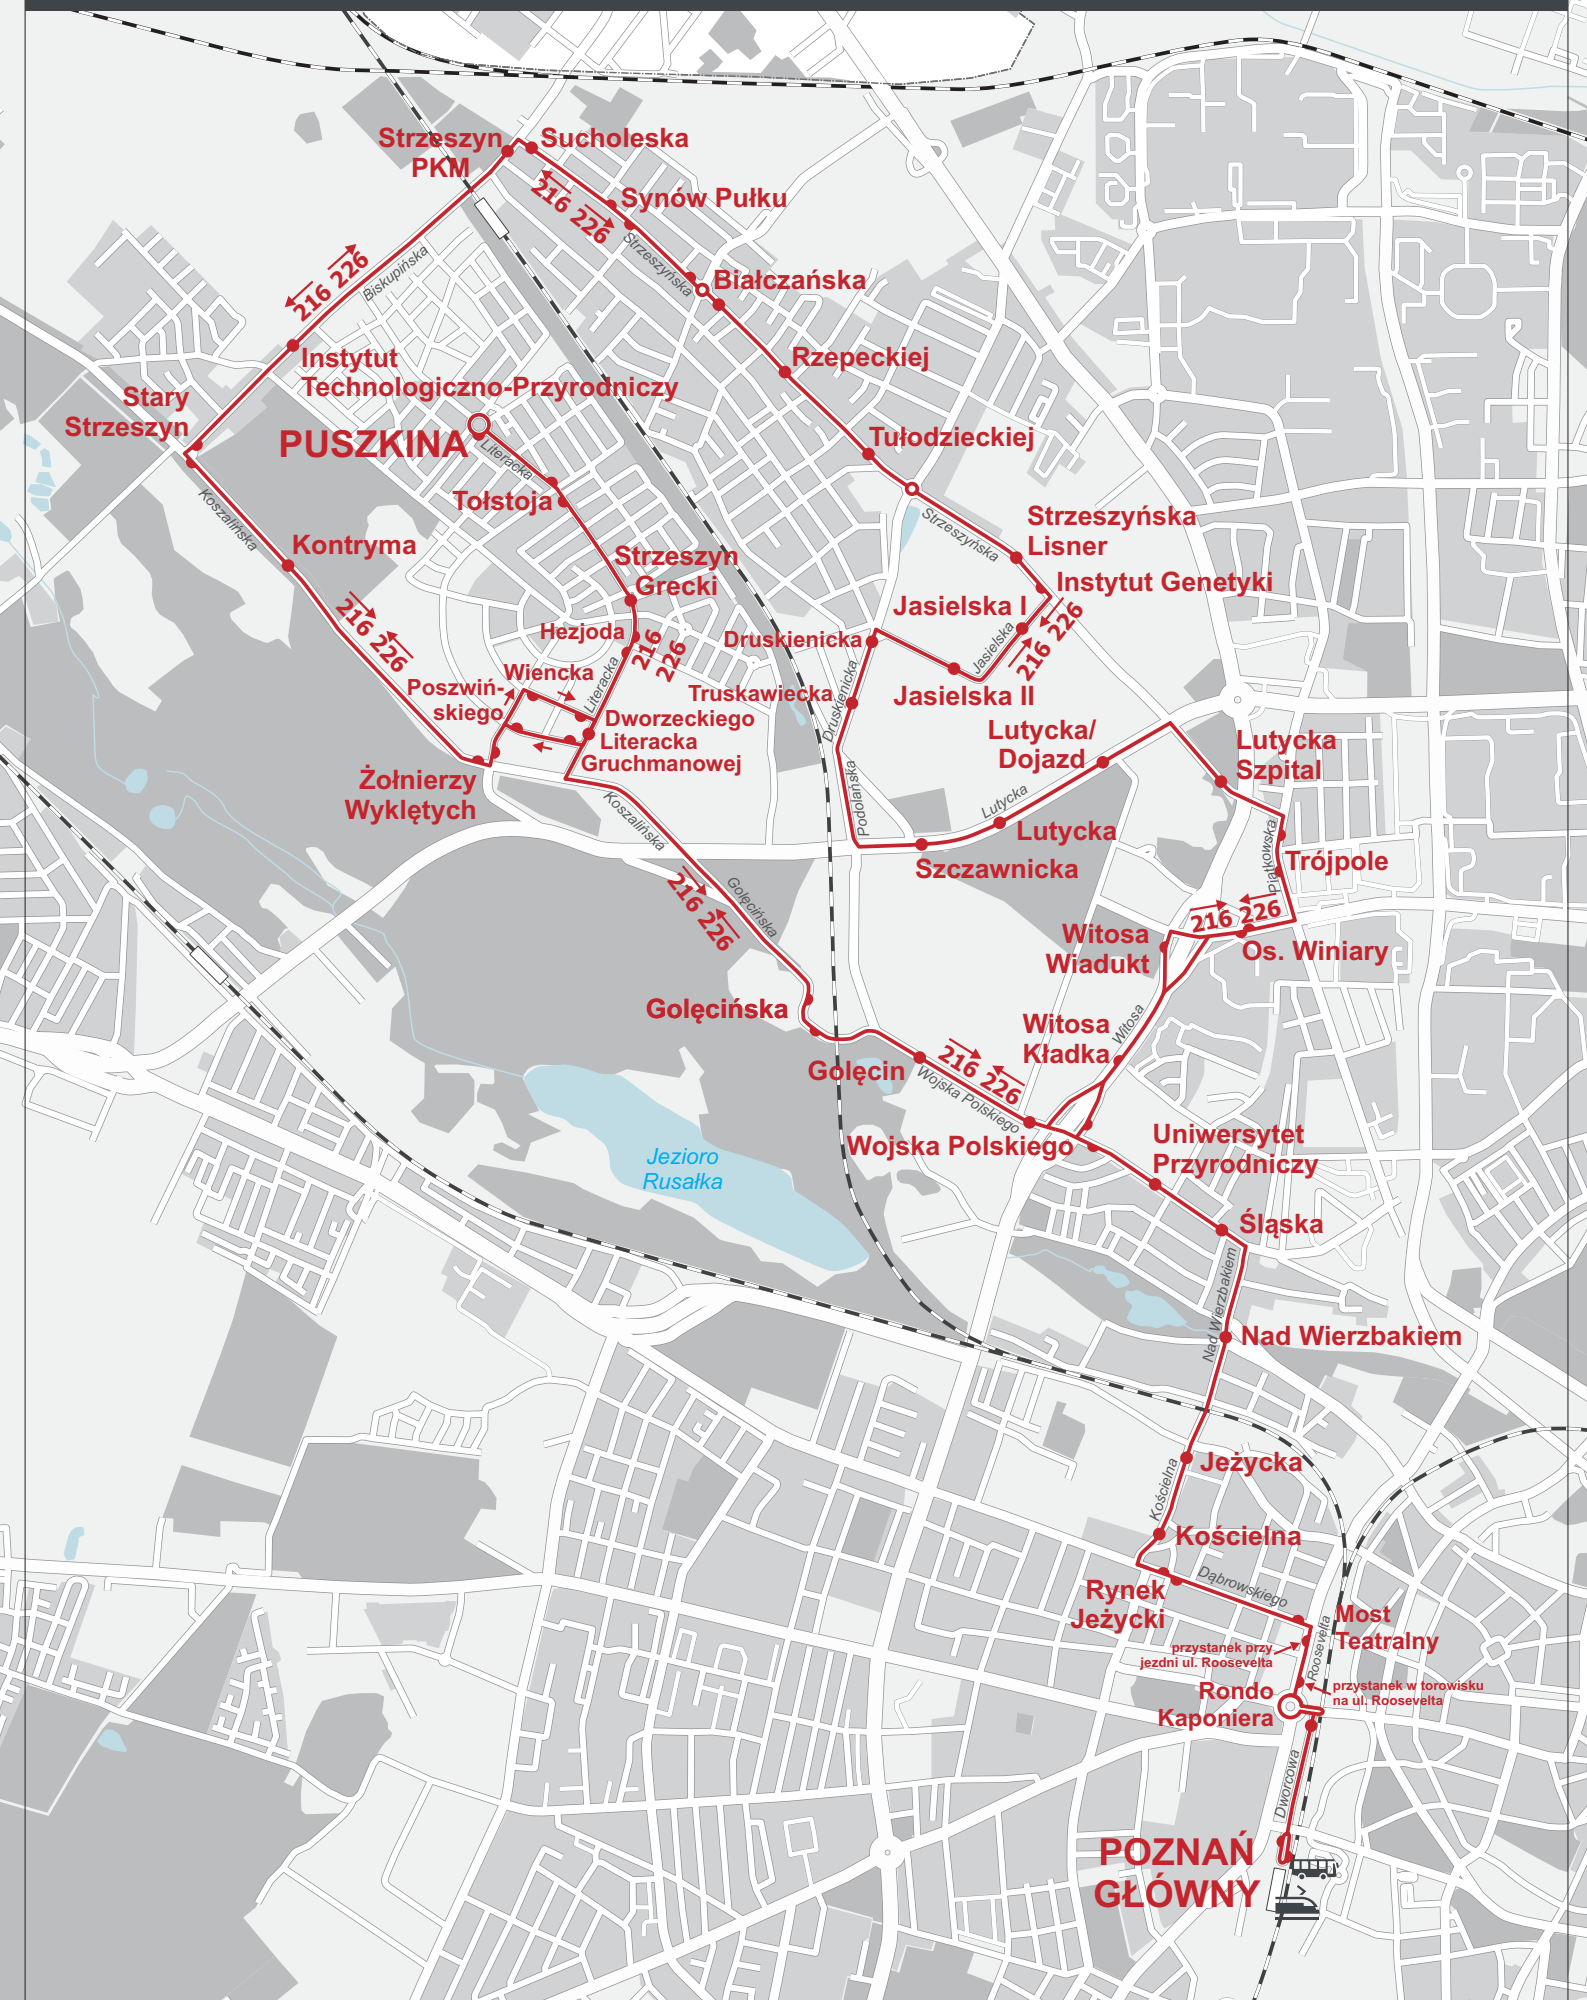 Strzeszyn
PKM
Sucholeska
216 226
Synów Pułku
Strzeszyńska
216 226
Biskupińska
Białczańska
Instytut
Technologiczno-Przyrodniczy
Rzepeckiej
Stary
Strzeszyn
PUSZKINA
Literacka
Tułodzieckiej
Tołstoja
Koszalińska
Strzeszyńska
Strzeszyńska
Lisner
Kontryma
Strzeszyn
Grecki
Instytut Genetyki
Jasielska I
216 226
Hezjoda
216
226
Druskienicka
Jasielska
216 226
Wiencka
Literacka
Poszwiń-
skiego
Truskawiecka
Druskienicka
Jasielska II
Dworzeckiego
Literacka
Gruchmanowej
Lutycka/
Dojazd
Lutycka
Szpital
Żołnierzy
Wyklętych
Koszalińska
Podolańska
Lutycka
Lutycka
Szczawnicka
Piątkowska
Trójpole
216 226
Golęcińska
216 226
Witosa
Wiadukt
Os. Winiary
Golęcińska
Witosa
Kładka
Witosa
Golęcin
216 226
Wojska Polskiego
Wojska Polskiego
Uniwersytet
Przyrodniczy
Jezioro
Rusałka
Śląska
Nad Wierzbakiem
Nad Wierzbakiem
Jeżycka
Kościelna
Kościelna
Rynek
Jeżycki
Dąbrowskiego
Most
Teatralny
Roosevelta
przystanek przy
jezdni ul. Roosevelta
Rondo
Kaponiera
przystanek w torowisku
na ul. Roosevelta
Dworcowa
POZNAŃ
GŁÓWNY